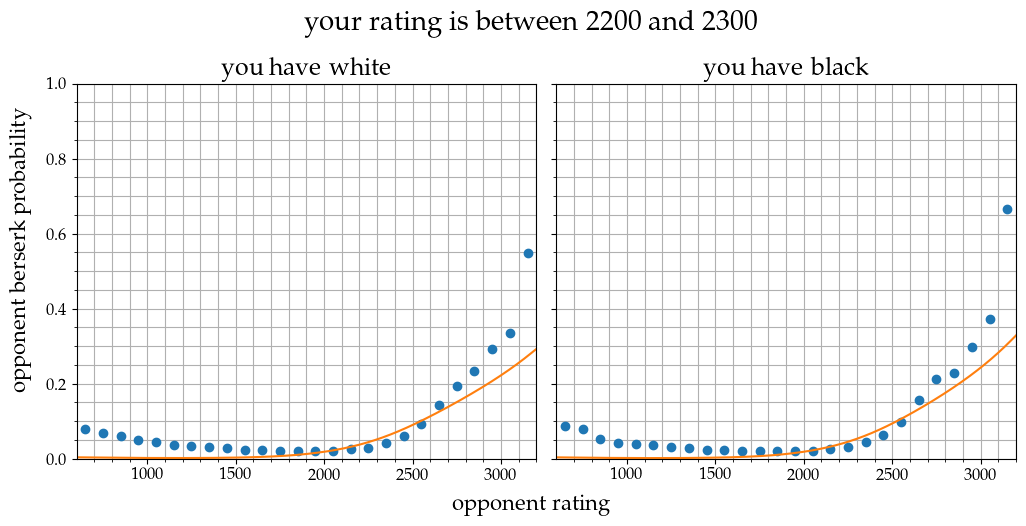 your rating is between 2200 and 2300
you have white
you have black
opponent berserk probability
1.0
0.8
0.6
0.4
0.2
0.0
1000 1500 2000 2500 3000
1000 1500 2000 2500 3000
opponent rating